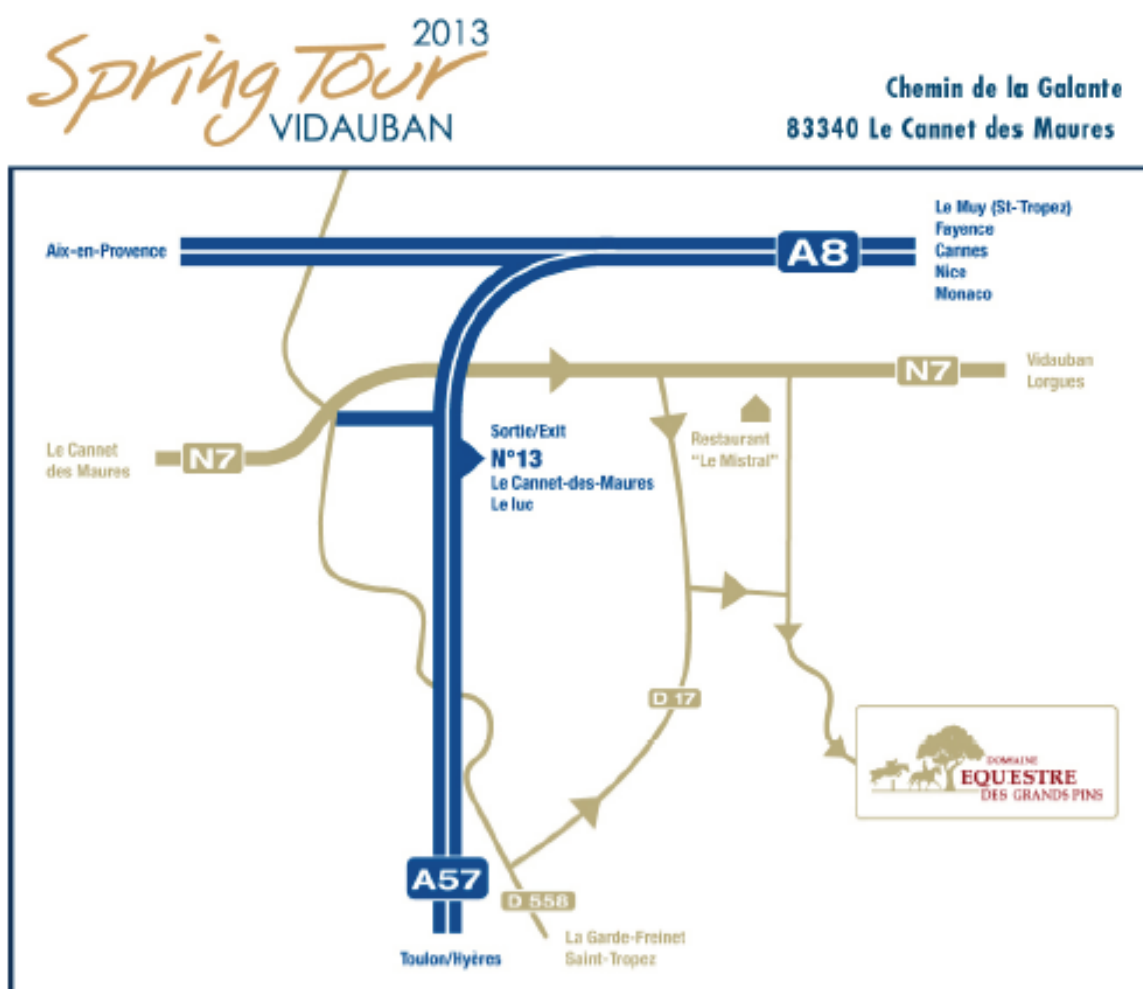 2013
Spring Tour
VIDAUBAN
Chemin de la Galante
83340 Le Cannet des Maures
Aix-en-Provence
A8
Le Muy (St-Tropez)
Fayence
Cannes
Nice
Monaco
N7
Vidauban
Lorgues
Le Cannet
des Maures
N7
Sortie/Exit
N°13
Le Cannet-des-Maures
Le luc
Restaurant
"Le Mistral"
D 17
DOMAINE
EQUESTRE
DES GRANDS PINS
A57
D 558
La Garde-Freinet
Saint-Tropez
Toulon/Hyères